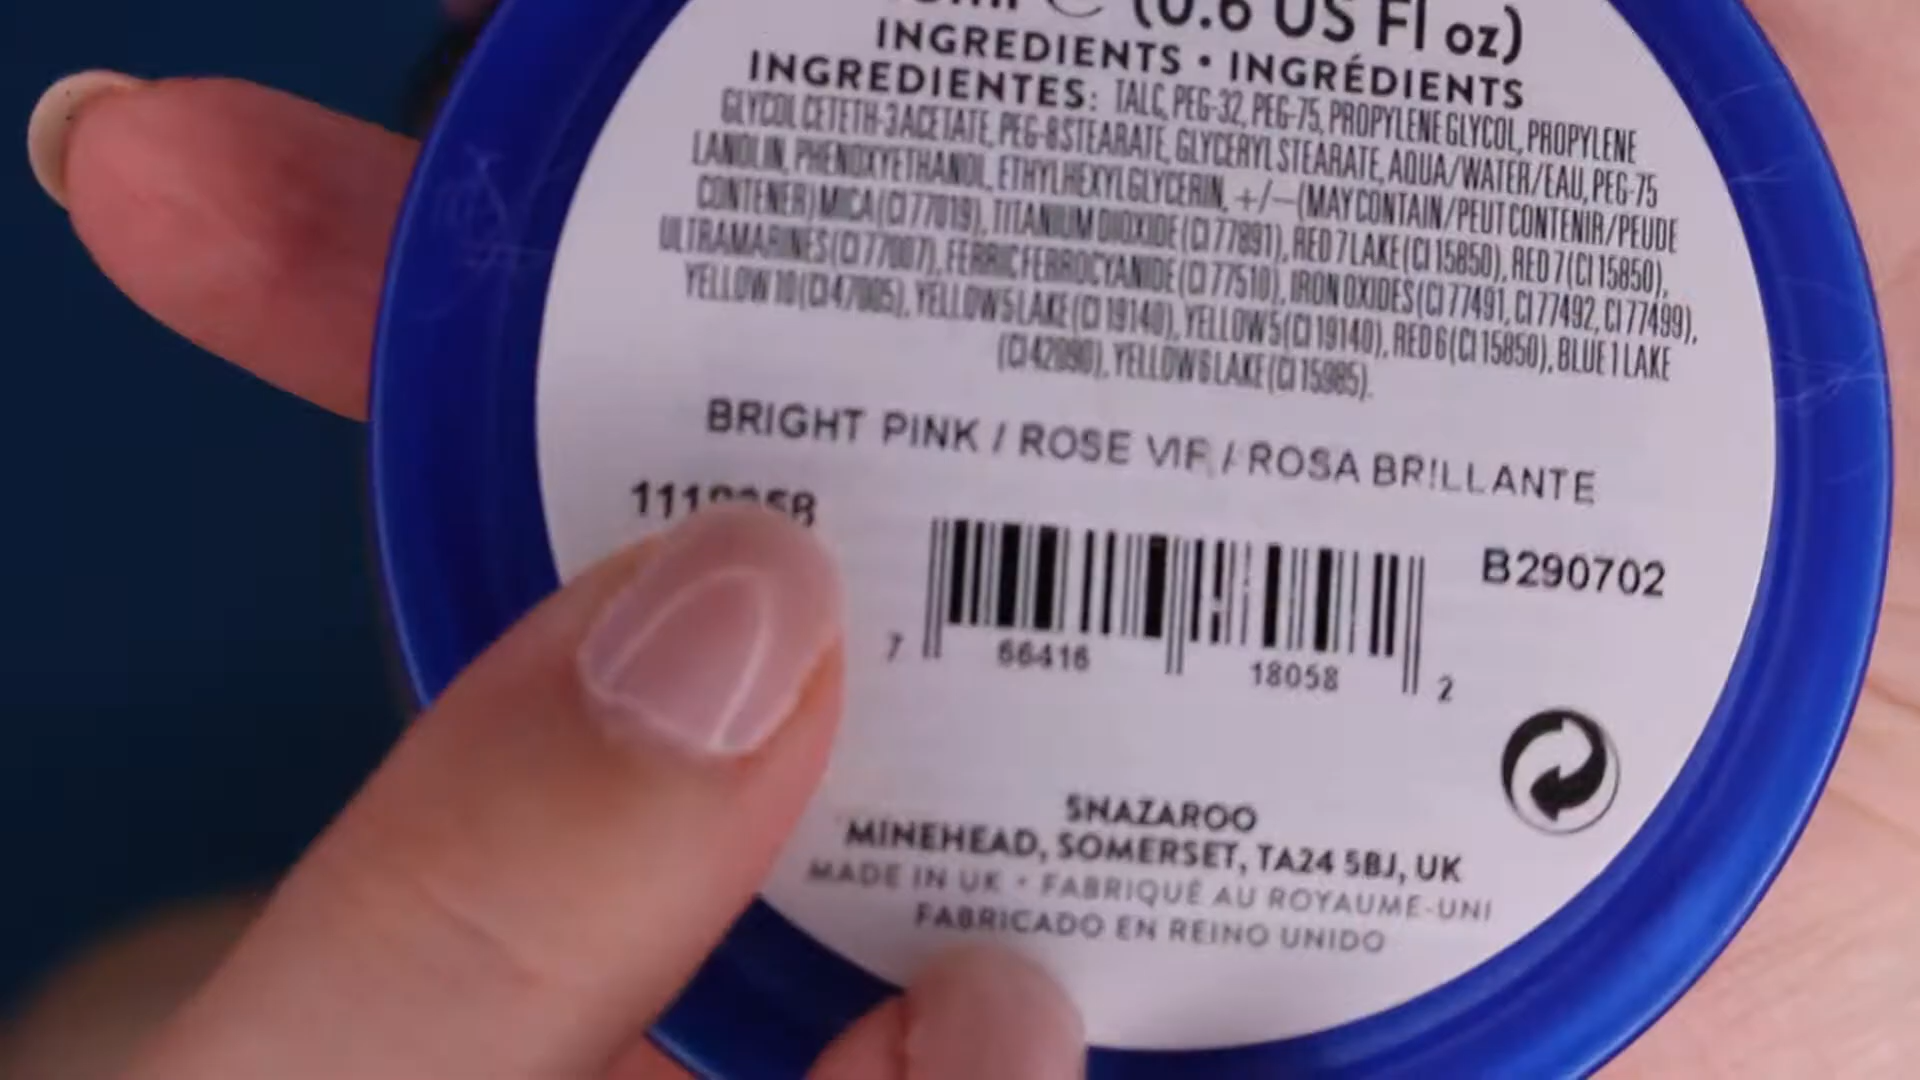 (0.6 US Fl oz)
INGREDIENTS • INGRÉDIENTS
INGREDIENTES: TALC, PEG-32, PEG-75, PROPYLENE GLYCOL, PROPYLENE
GLYCOL CETETH-3 ACETATE, PEG-8 STEARATE, GLYCERYL STEARATE, AQUA/WATER/EAU, PEG-75
LANOLIN, PHENOXYETHANOL, ETHYLHEXYLGLYCERIN, +/– (MAY CONTAIN/PEUT CONTENIR/PEUDE
CONTENER) MICA (CI 77019), TITANIUM DIOXIDE (CI 77891), RED 7 LAKE (CI 15850), RED 7 (CI 15850),
ULTRAMARINES (CI 77007), FERRIC FERROCYANIDE (CI 77510), IRON OXIDES (CI 77491, CI 77492, CI 77499),
YELLOW 10 (CI 47005), YELLOW 5 LAKE (CI 19140), YELLOW 5 (CI 19140), RED 6 (CI 15850), BLUE 1 LAKE
(CI 42090), YELLOW 6 LAKE (CI 15985).
BRIGHT PINK / ROSE VIF / ROSA BRILLANTE
B290702
7 66416 18058 2
SNAZAROO
MINEHEAD, SOMERSET, TA24 5BJ, UK
MADE IN UK • FABRIQUÉ AU ROYAUME-UNI
FABRICADO EN REINO UNIDO